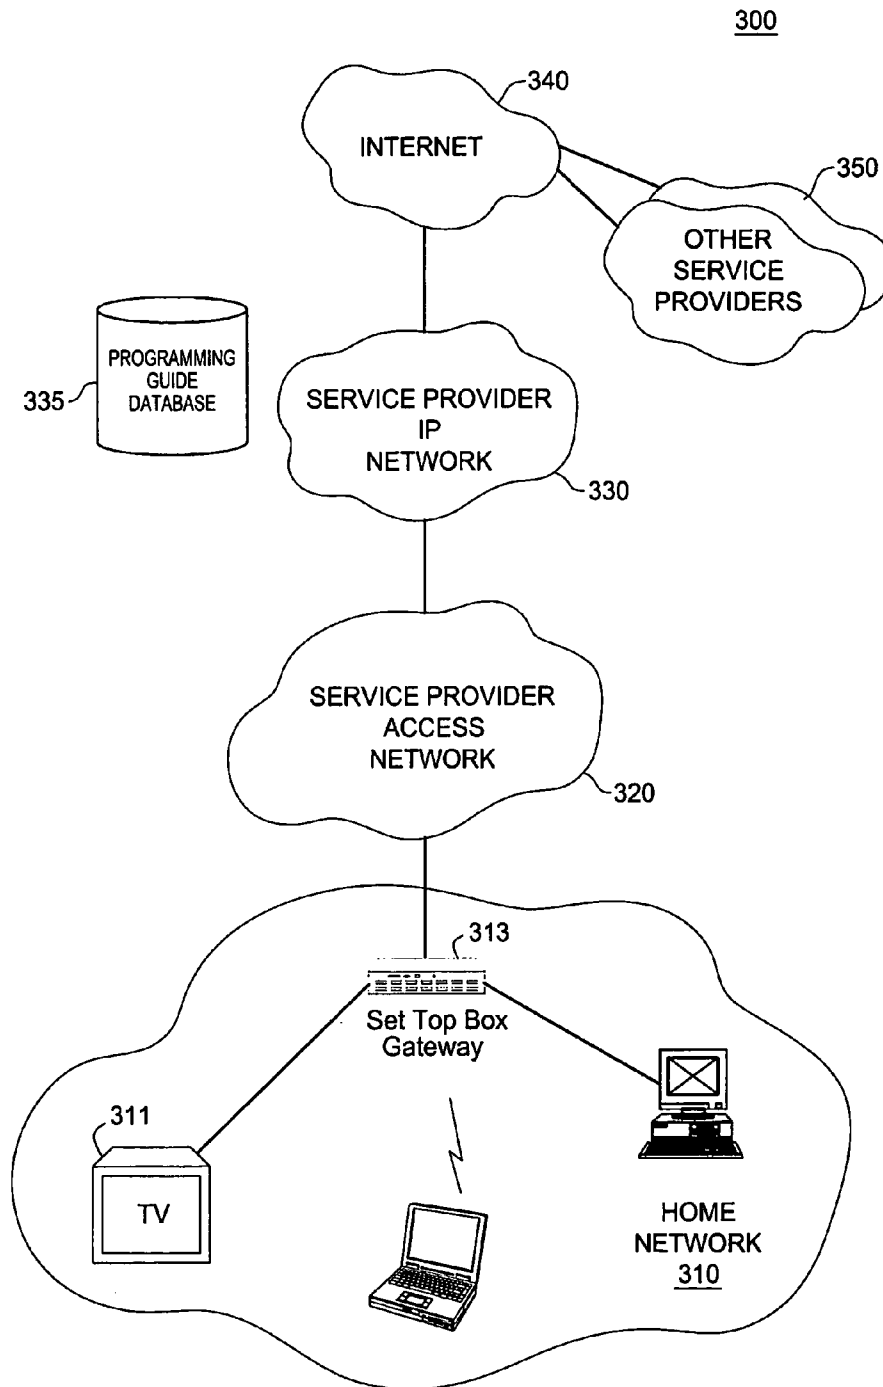 300
340
INTERNET
350
OTHER
SERVICE
PROVIDERS
PROGRAMMING
GUIDE
DATABASE
335
SERVICE PROVIDER
IP
NETWORK
330
SERVICE PROVIDER
ACCESS
NETWORK
320
313
Set Top Box
Gateway
311
TV
HOME
NETWORK
310